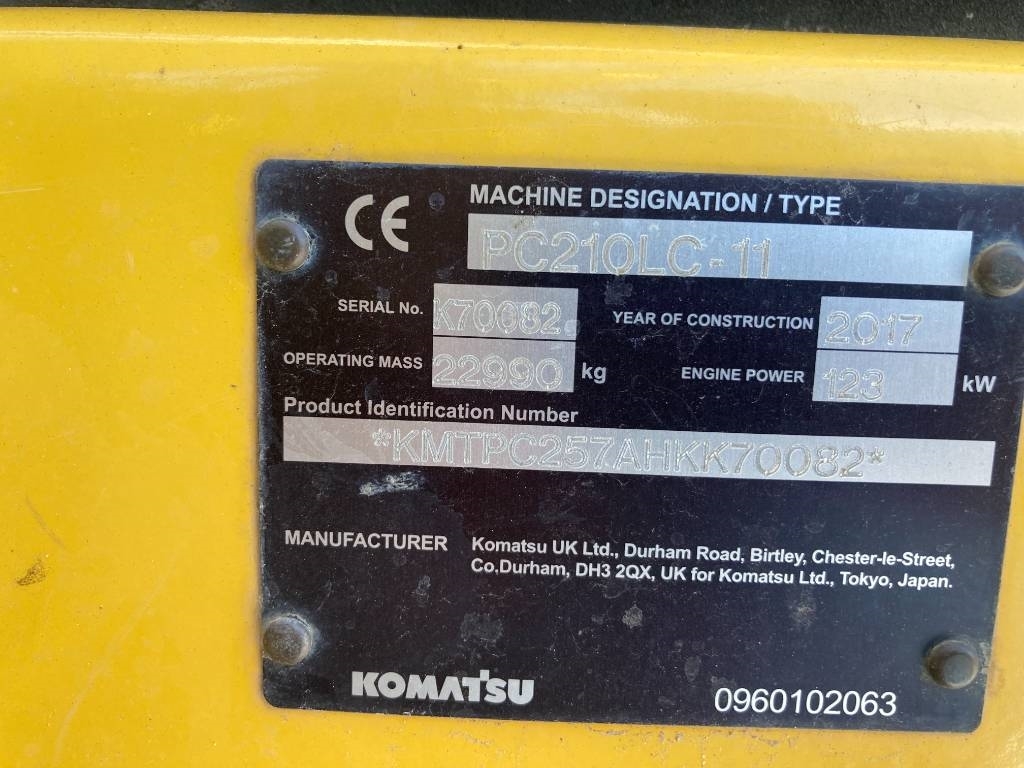 CE
MACHINE DESIGNATION / TYPE
PC210LC-11
SERIAL No. K70082
YEAR OF CONSTRUCTION 2017
OPERATING MASS 22990 kg
ENGINE POWER 123 kW
Product Identification Number
*KMTPC257AHKK70082*
MANUFACTURER Komatsu UK Ltd., Durham Road, Birtley, Chester-le-Street,
Co,Durham, DH3 2QX, UK for Komatsu Ltd., Tokyo, Japan.
KOMATSU
0960102063